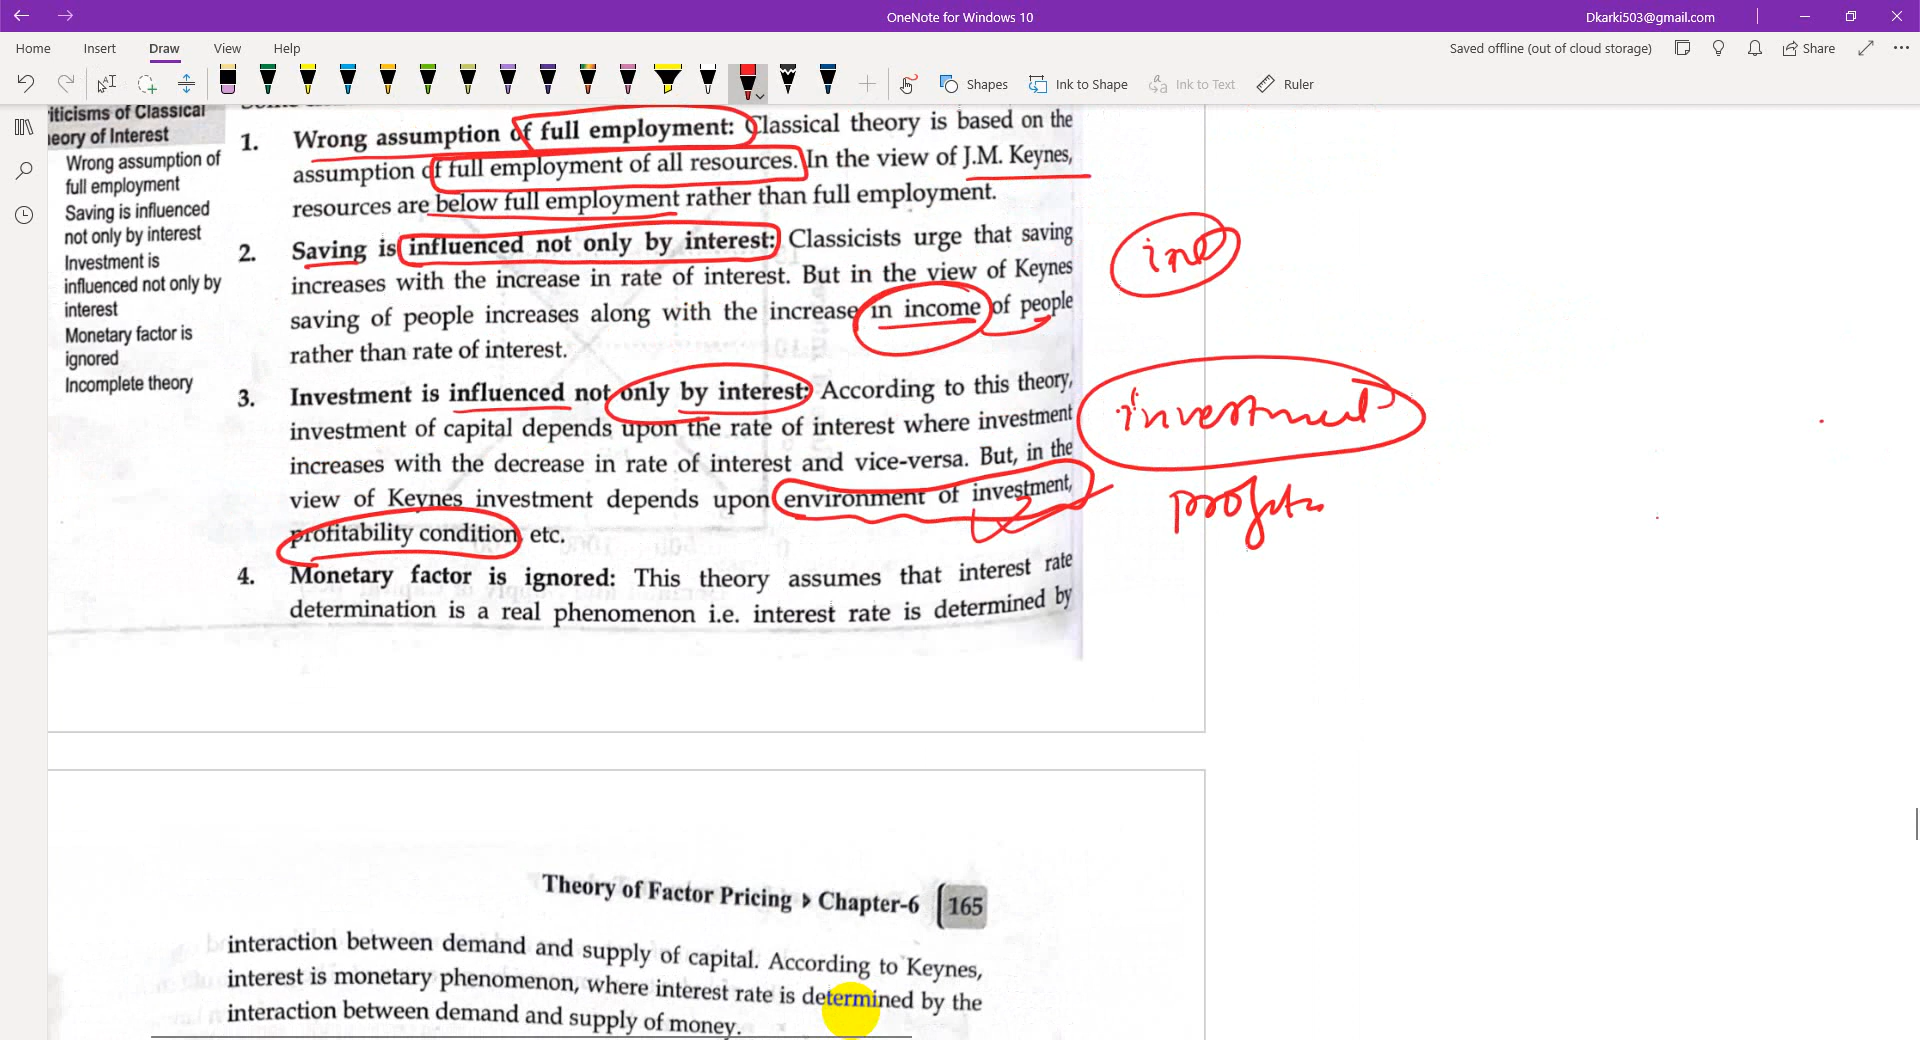 OneNote for Windows 10
Dkarki503@gmail.com
Home Insert Draw View Help
Saved offline (out of cloud storage)
Share
Shapes
Ink to Shape
Ink to Text
Ruler
riticisms of Classical
eory of Interest
Wrong assumption of
full employment
Saving is influenced
not only by interest
Investment is
influenced not only by
interest
Monetary factor is
ignored
Incomplete theory
1. Wrong assumption of full employment: Classical theory is based on the
assumption of full employment of all resources. In the view of J.M. Keynes,
resources are below full employment rather than full employment.
2. Saving is influenced not only by interest: Classicists urge that saving
increases with the increase in rate of interest. But in the view of Keynes
saving of people increases along with the increase in income of people
rather than rate of interest.
3. Investment is influenced not only by interest: According to this theory,
investment of capital depends upon the rate of interest where investment
increases with the decrease in rate of interest and vice-versa. But, in the
view of Keynes investment depends upon environment of investment,
profitability condition etc.
4. Monetary factor is ignored: This theory assumes that interest rate
determination is a real phenomenon i.e. interest rate is determined by
investment
Theory of Factor Pricing ▸ Chapter-6 165
interaction between demand and supply of capital. According to Keynes,
interest is monetary phenomenon, where interest rate is determined by the
interaction between demand and supply of money.